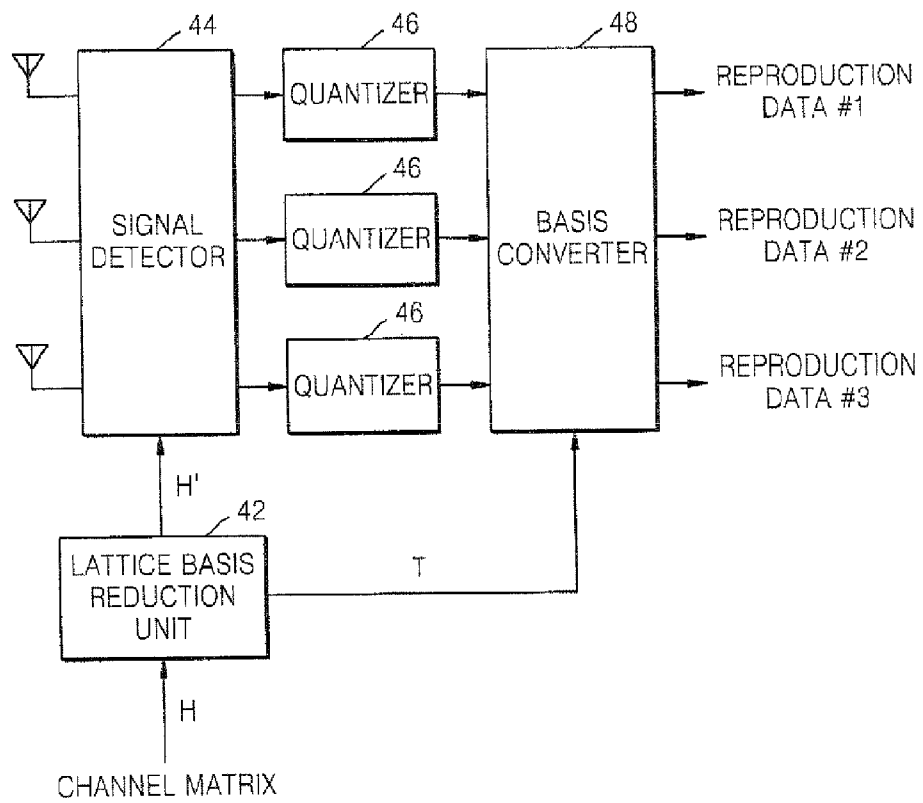 44
46
48
QUANTIZER
REPRODUCTION
DATA #1
46
SIGNAL
DETECTOR
QUANTIZER
BASIS
CONVERTER
REPRODUCTION
DATA #2
46
QUANTIZER
REPRODUCTION
DATA #3
H'
42
LATTICE BASIS
REDUCTION
UNIT
T
H
CHANNEL MATRIX